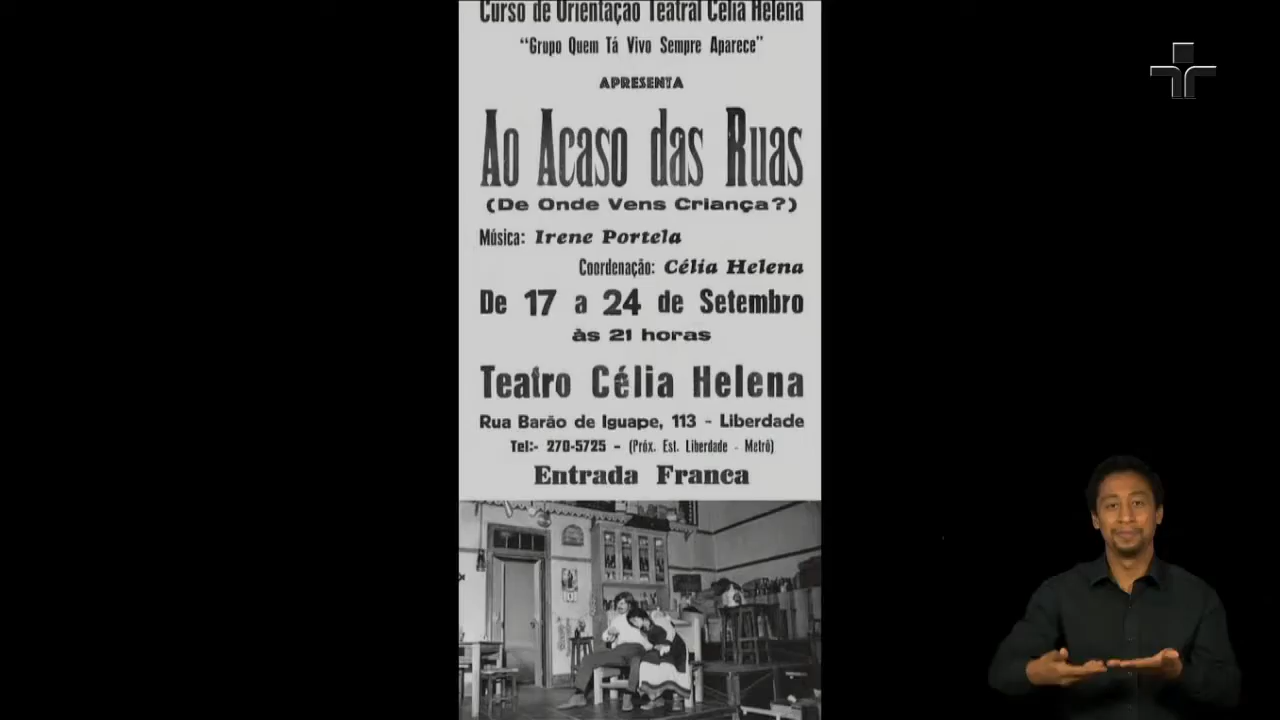 Curso de Orientação Teatral Célia Helena
"Grupo Quem Tá Vivo Sempre Aparece"
APRESENTA
Ao Acaso das Ruas
(De Onde Vens Criança?)
Música: Irene Portela
Coordenação: Célia Helena
De 17 a 24 de Setembro
às 21 horas
Teatro Célia Helena
Rua Barão de Iguape, 113 - Liberdade
Tel:- 270-5725 - (Próx. Est. Liberdade - Metrô)
Entrada Franca